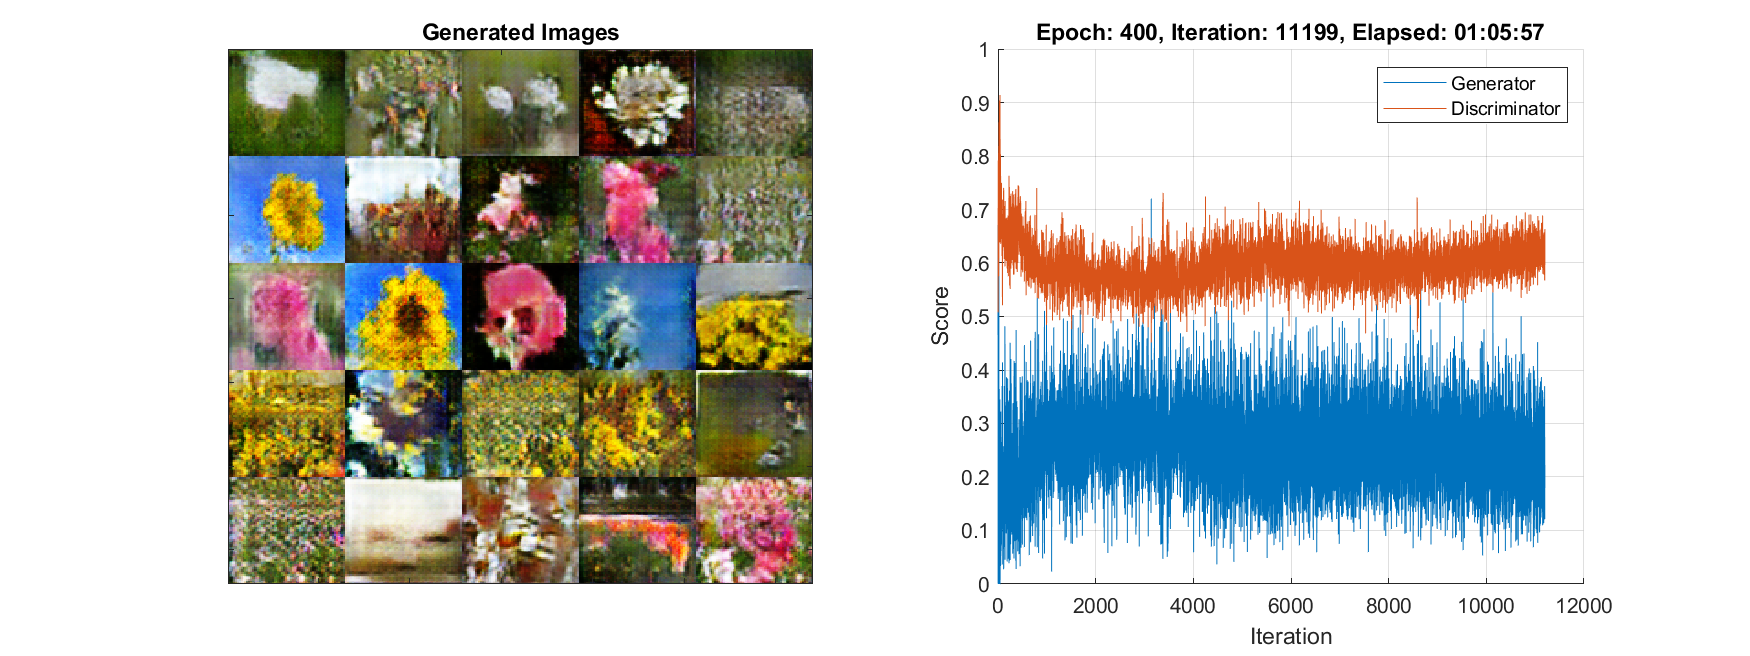 Generated Images
Epoch: 400, Iteration: 11199, Elapsed: 01:05:57
1
0.9
0.8
0.7
0.6
0.5
0.4
0.3
0.2
0.1
0
Score
Generator
Discriminator
0 2000 4000 6000 8000 10000 12000
Iteration